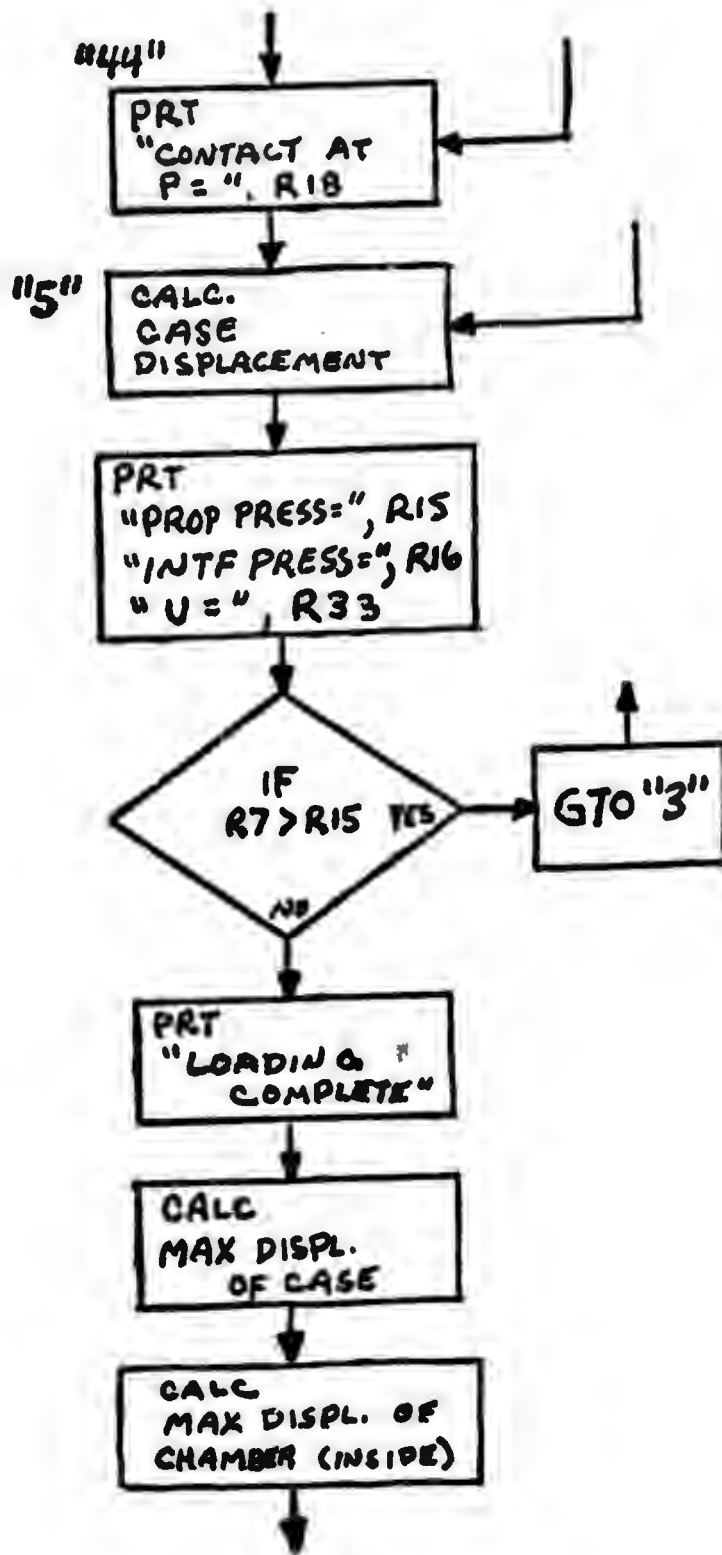 "44"
PRT
"CONTACT AT
P = ", R18
"5"
CALC.
CASE
DISPLACEMENT
PRT
"PROP PRESS=", R15
"INTF PRESS=", R16
"U=", R33
IF
R7 > R15 YES
NO
GTO "3"
PRT
"LOADING "
COMPLETE"
CALC
MAX DISPL.
OF CASE
CALC
MAX DISPL. OF
CHAMBER (INSIDE)